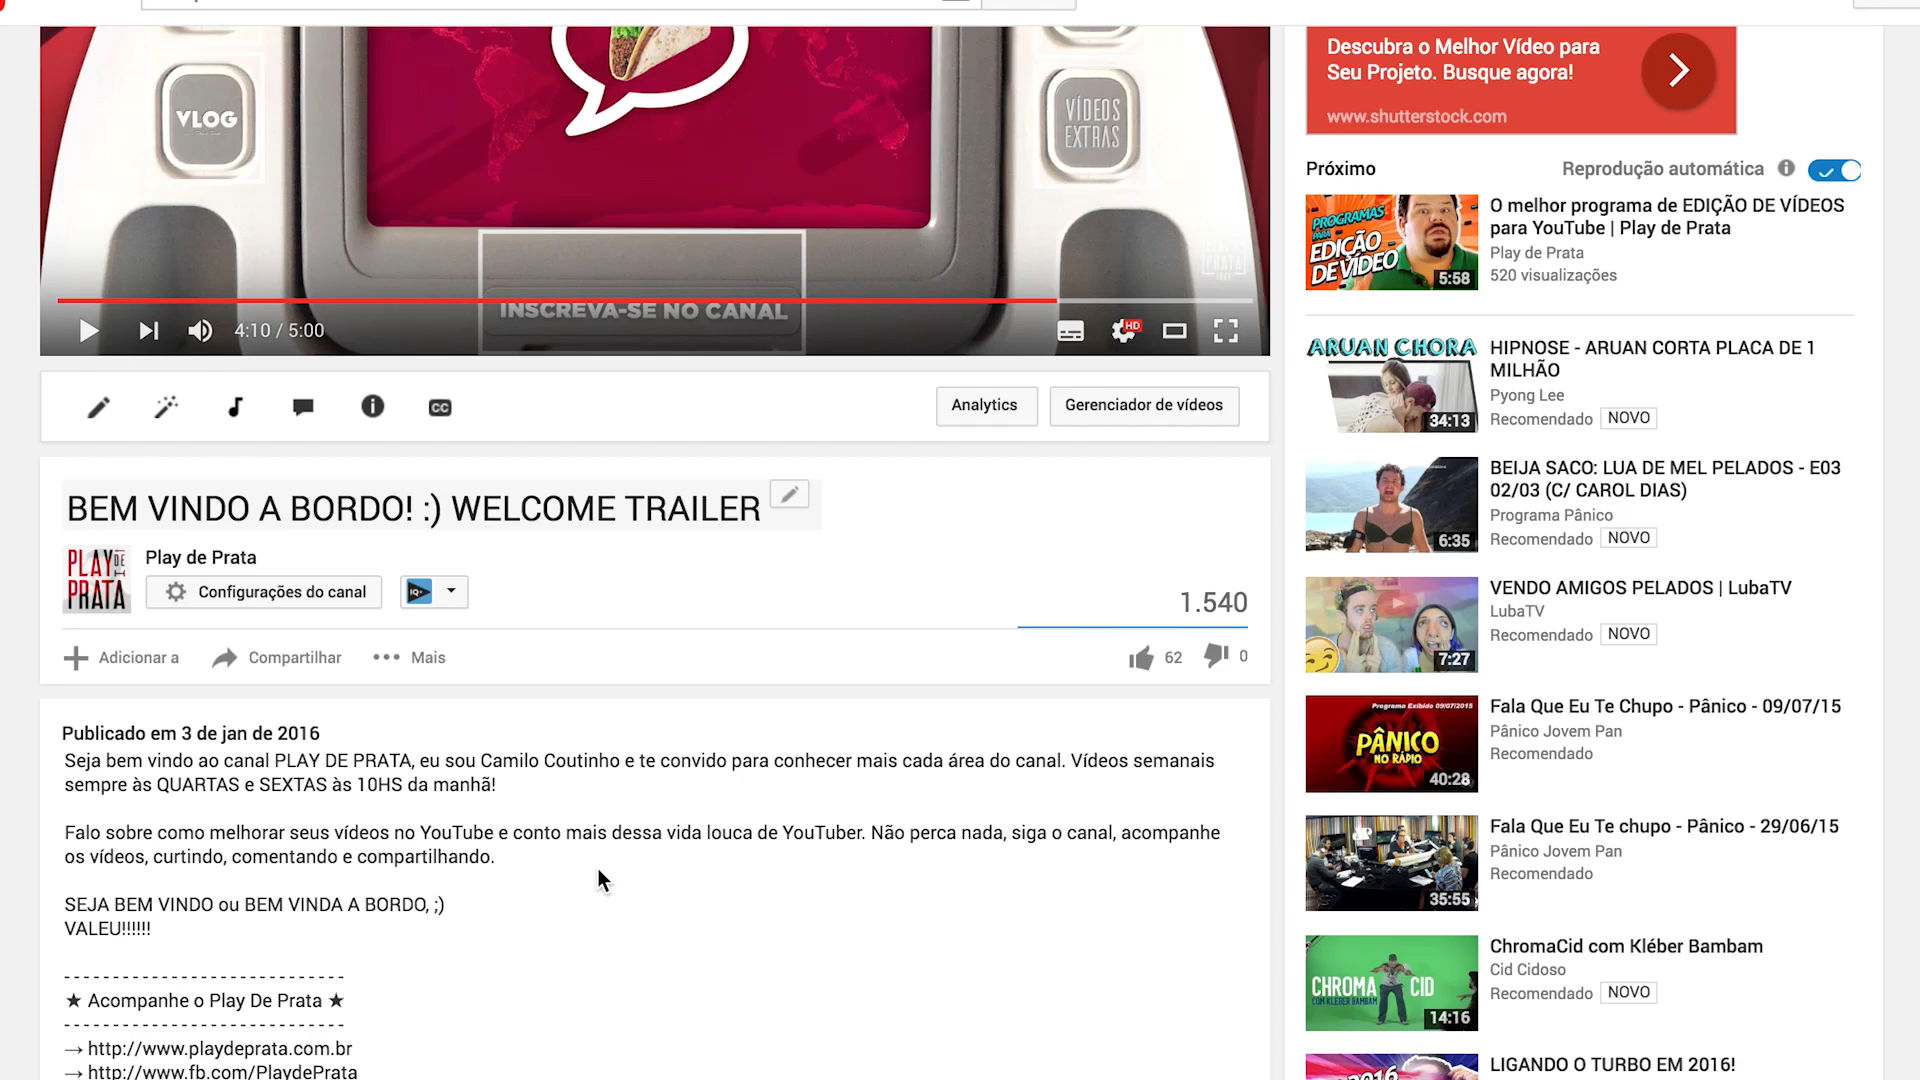 VLOG
VÍDEOS
EXTRAS
INSCREVA-SE NO CANAL
4:10 / 5:00
HD
CC
Analytics
Gerenciador de vídeos
BEM VINDO A BORDO! :) WELCOME TRAILER
PLAY DE
PRATA
Play de Prata
Configurações do canal
IQ
1.540
Adicionar a
Compartilhar
Mais
62
0
Publicado em 3 de jan de 2016
Seja bem vindo ao canal PLAY DE PRATA, eu sou Camilo Coutinho e te convido para conhecer mais cada área do canal. Vídeos semanais
sempre às QUARTAS e SEXTAS às 10HS da manhã!
Falo sobre como melhorar seus vídeos no YouTube e conto mais dessa vida louca de YouTuber. Não perca nada, siga o canal, acompanhe
os vídeos, curtindo, comentando e compartilhando.
SEJA BEM VINDO ou BEM VINDA A BORDO, ;)
VALEU!!!!!!
- - - - - - - - - - - - - - - - - - - - - - - - - - - - -
★ Acompanhe o Play De Prata ★
- - - - - - - - - - - - - - - - - - - - - - - - - - - - -
→ http://www.playdeprata.com.br
→ http://www.fb.com/PlaydePrata
Descubra o Melhor Vídeo para
Seu Projeto. Busque agora!
www.shutterstock.com
Próximo
Reprodução automática
PROGRAMAS
PARA
EDIÇÃO
DE VÍDEO
5:58
O melhor programa de EDIÇÃO DE VÍDEOS
para YouTube | Play de Prata
Play de Prata
520 visualizações
ARUAN CHORA
34:13
HIPNOSE - ARUAN CORTA PLACA DE 1
MILHÃO
Pyong Lee
Recomendado NOVO
6:35
BEIJA SACO: LUA DE MEL PELADOS - E03
02/03 (C/ CAROL DIAS)
Programa Pânico
Recomendado NOVO
7:27
VENDO AMIGOS PELADOS | LubaTV
LubaTV
Recomendado NOVO
Programa Exibido 09/07/2015
PÂNICO
NO RÁDIO
40:28
Fala Que Eu Te Chupo - Pânico - 09/07/15
Pânico Jovem Pan
Recomendado
35:55
Fala Que Eu Te chupo - Pânico - 29/06/15
Pânico Jovem Pan
Recomendado
CHROMA CID
COM KLEBER BAMBAM
14:16
ChromaCid com Kléber Bambam
Cid Cidoso
Recomendado NOVO
2016
LIGANDO O TURBO EM 2016!